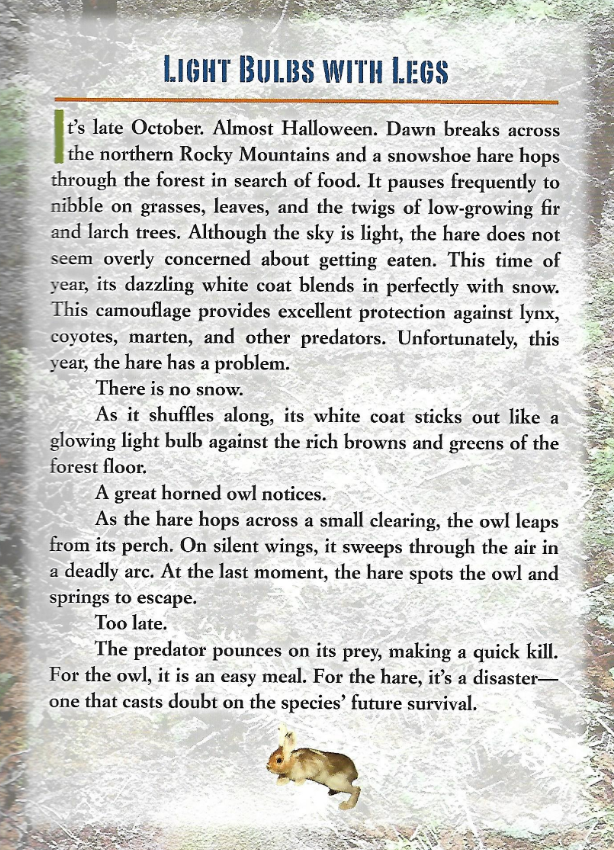 Light Bulbs with Legs
It's late October. Almost Halloween. Dawn breaks across
the northern Rocky Mountains and a snowshoe hare hops
through the forest in search of food. It pauses frequently to
nibble on grasses, leaves, and the twigs of low-growing fir
and larch trees. Although the sky is light, the hare does not
seem overly concerned about getting eaten. This time of
year, its dazzling white coat blends in perfectly with snow.
This camouflage provides excellent protection against lynx,
coyotes, marten, and other predators. Unfortunately, this
year, the hare has a problem.
There is no snow.
As it shuffles along, its white coat sticks out like a
glowing light bulb against the rich browns and greens of the
forest floor.
A great horned owl notices.
As the hare hops across a small clearing, the owl leaps
from its perch. On silent wings, it sweeps through the air in
a deadly arc. At the last moment, the hare spots the owl and
springs to escape.
Too late.
The predator pounces on its prey, making a quick kill.
For the owl, it is an easy meal. For the hare, it's a disaster—
one that casts doubt on the species' future survival.